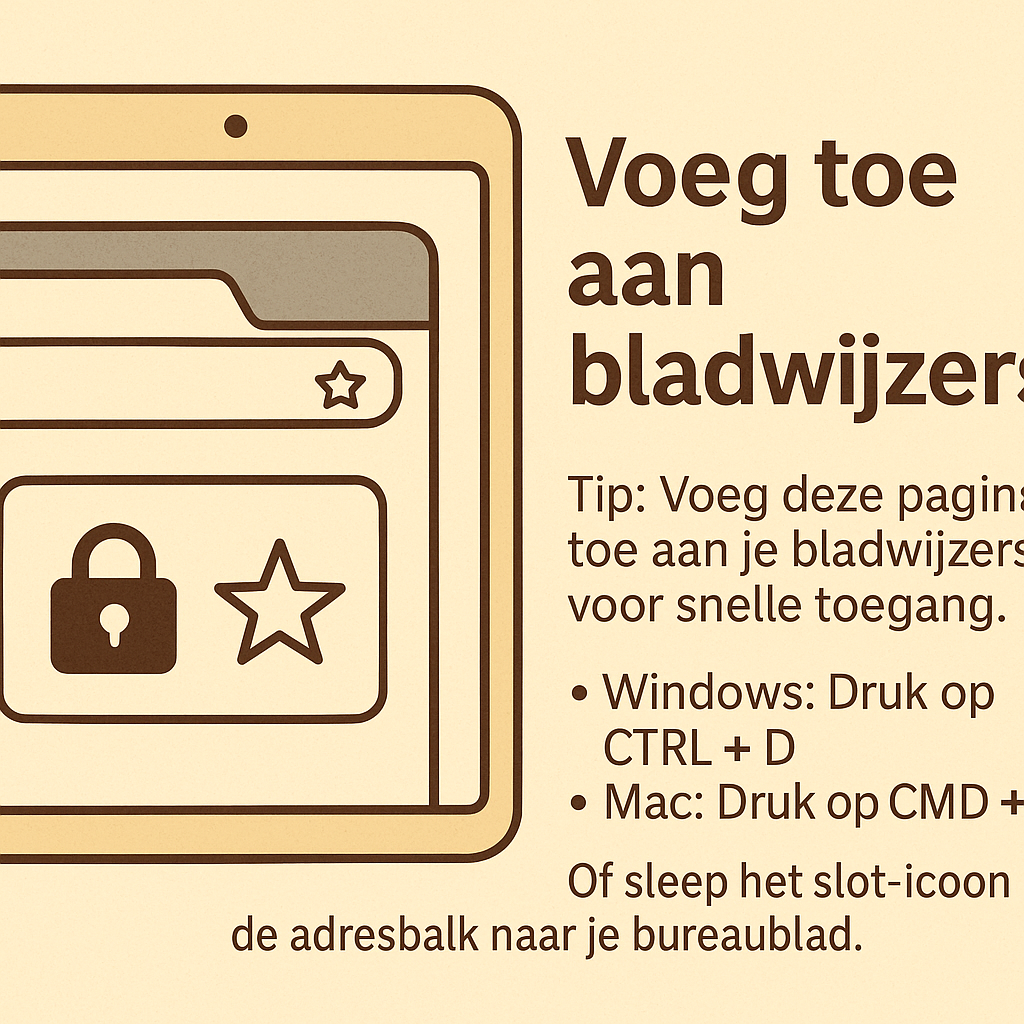 Voeg toe
aan
bladwijzers
Tip: Voeg deze pagina
toe aan je bladwijzers
voor snelle toegang.
• Windows: Druk op
CTRL + D
• Mac: Druk op CMD +
Of sleep het slot-icoon
de adresbalk naar je bureaublad.